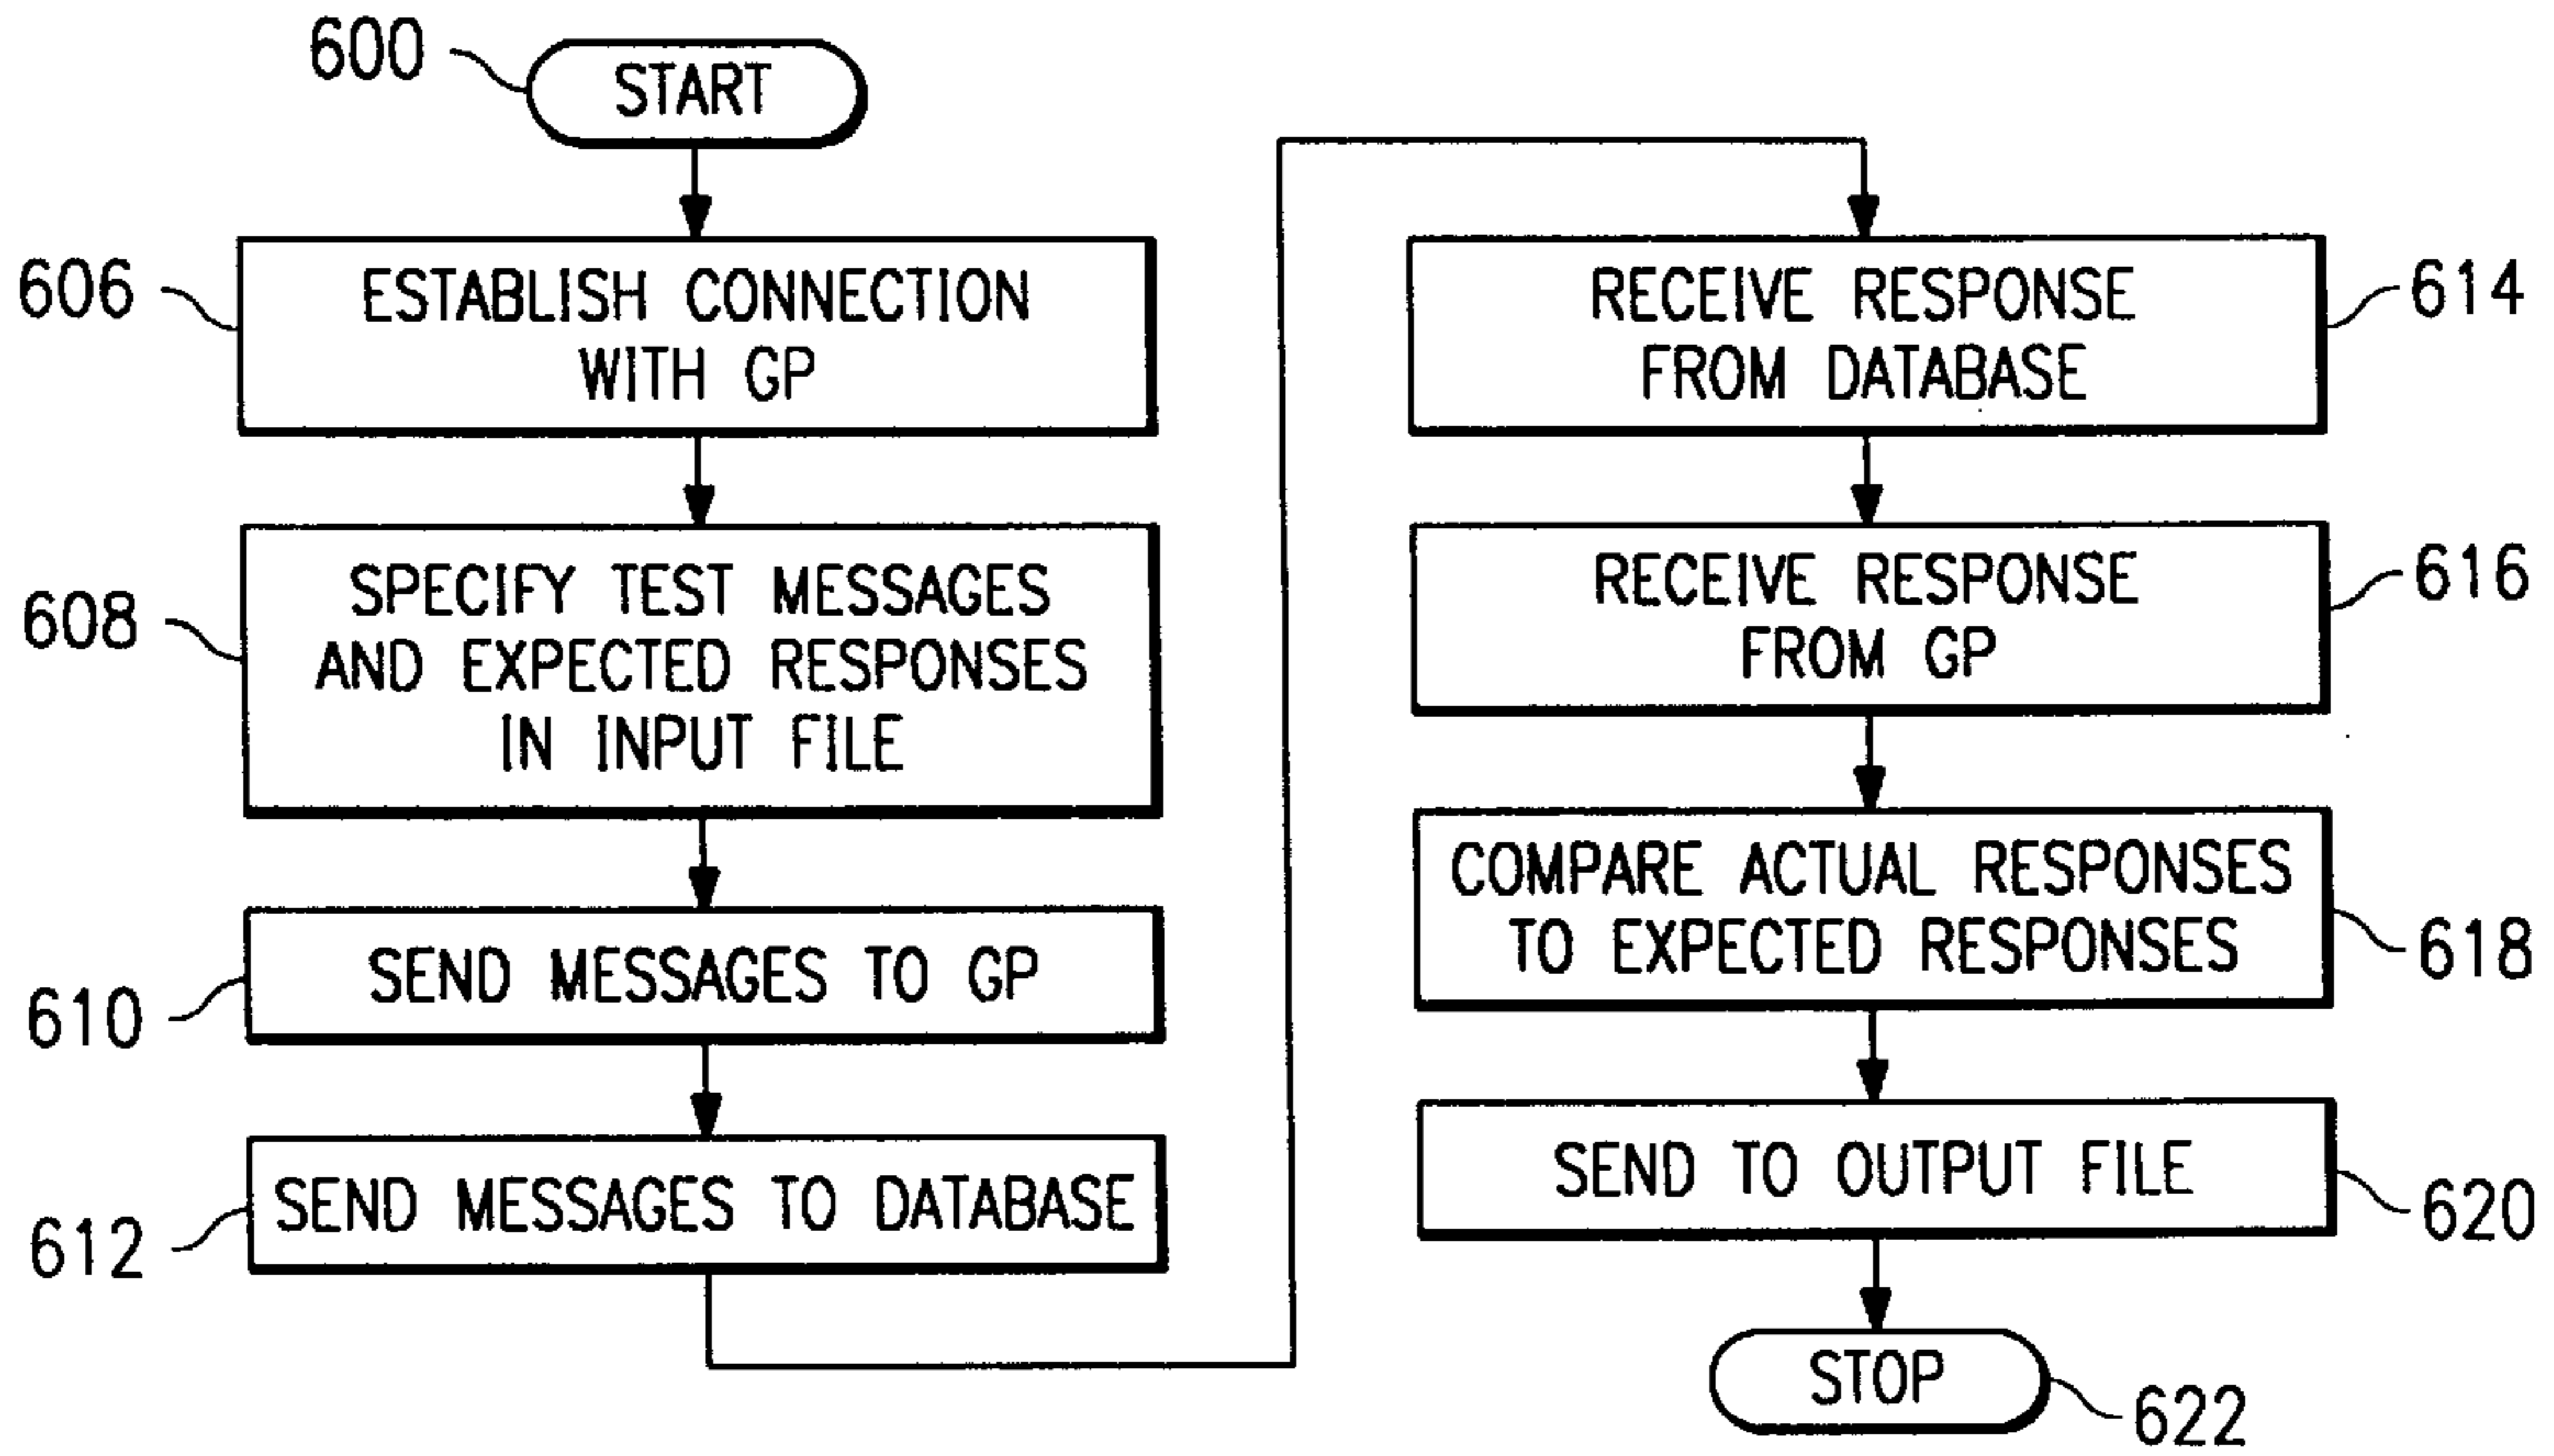 600
START
606
ESTABLISH CONNECTION
WITH GP
608
SPECIFY TEST MESSAGES
AND EXPECTED RESPONSES
IN INPUT FILE
610
SEND MESSAGES TO GP
612
SEND MESSAGES TO DATABASE
RECEIVE RESPONSE
FROM DATABASE
614
RECEIVE RESPONSE
FROM GP
616
COMPARE ACTUAL RESPONSES
TO EXPECTED RESPONSES
618
SEND TO OUTPUT FILE
620
STOP
622